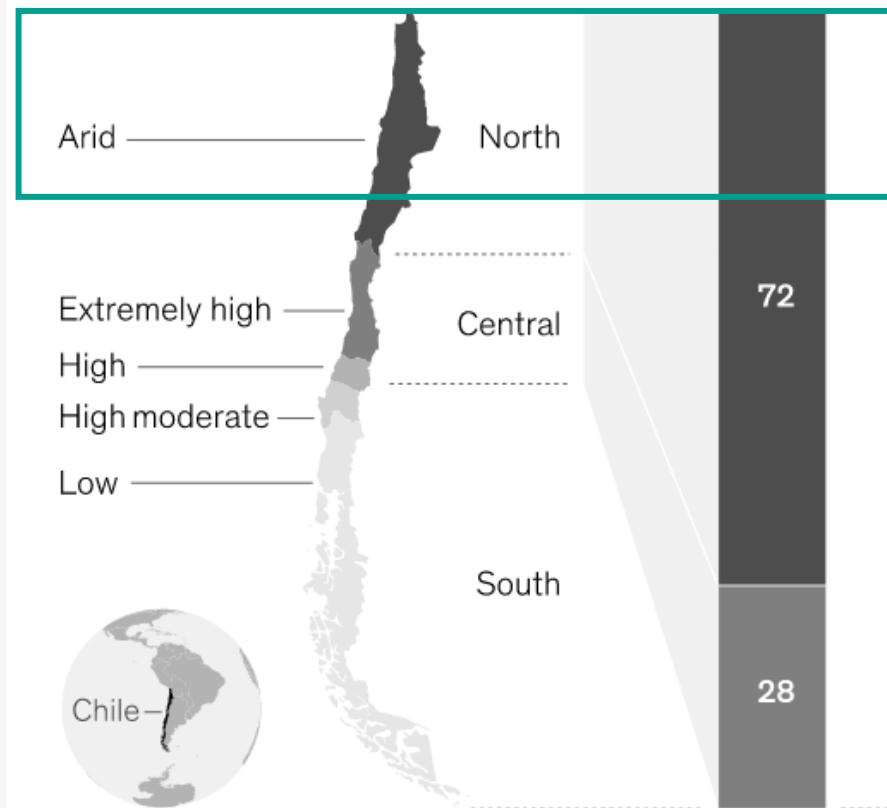 Arid
North
72
Extremely high
Central
High
High moderate
Low
South
28
Chile